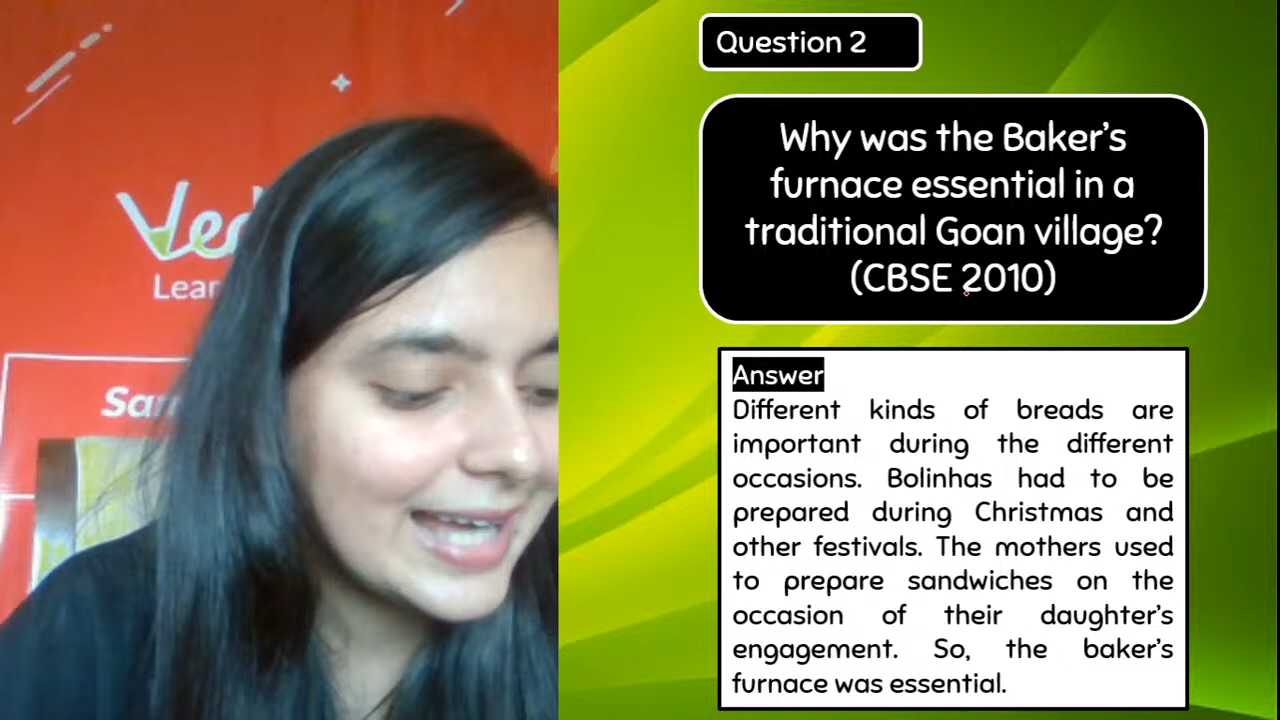 Question 2
Why was the Baker's
furnace essential in a
traditional Goan village?
(CBSE 2010)
Answer
Different kinds of breads are
important during the different
occasions. Bolinhas had to be
prepared during Christmas and
other festivals. The mothers used
to prepare sandwiches on the
occasion of their daughter's
engagement. So, the baker's
furnace was essential.